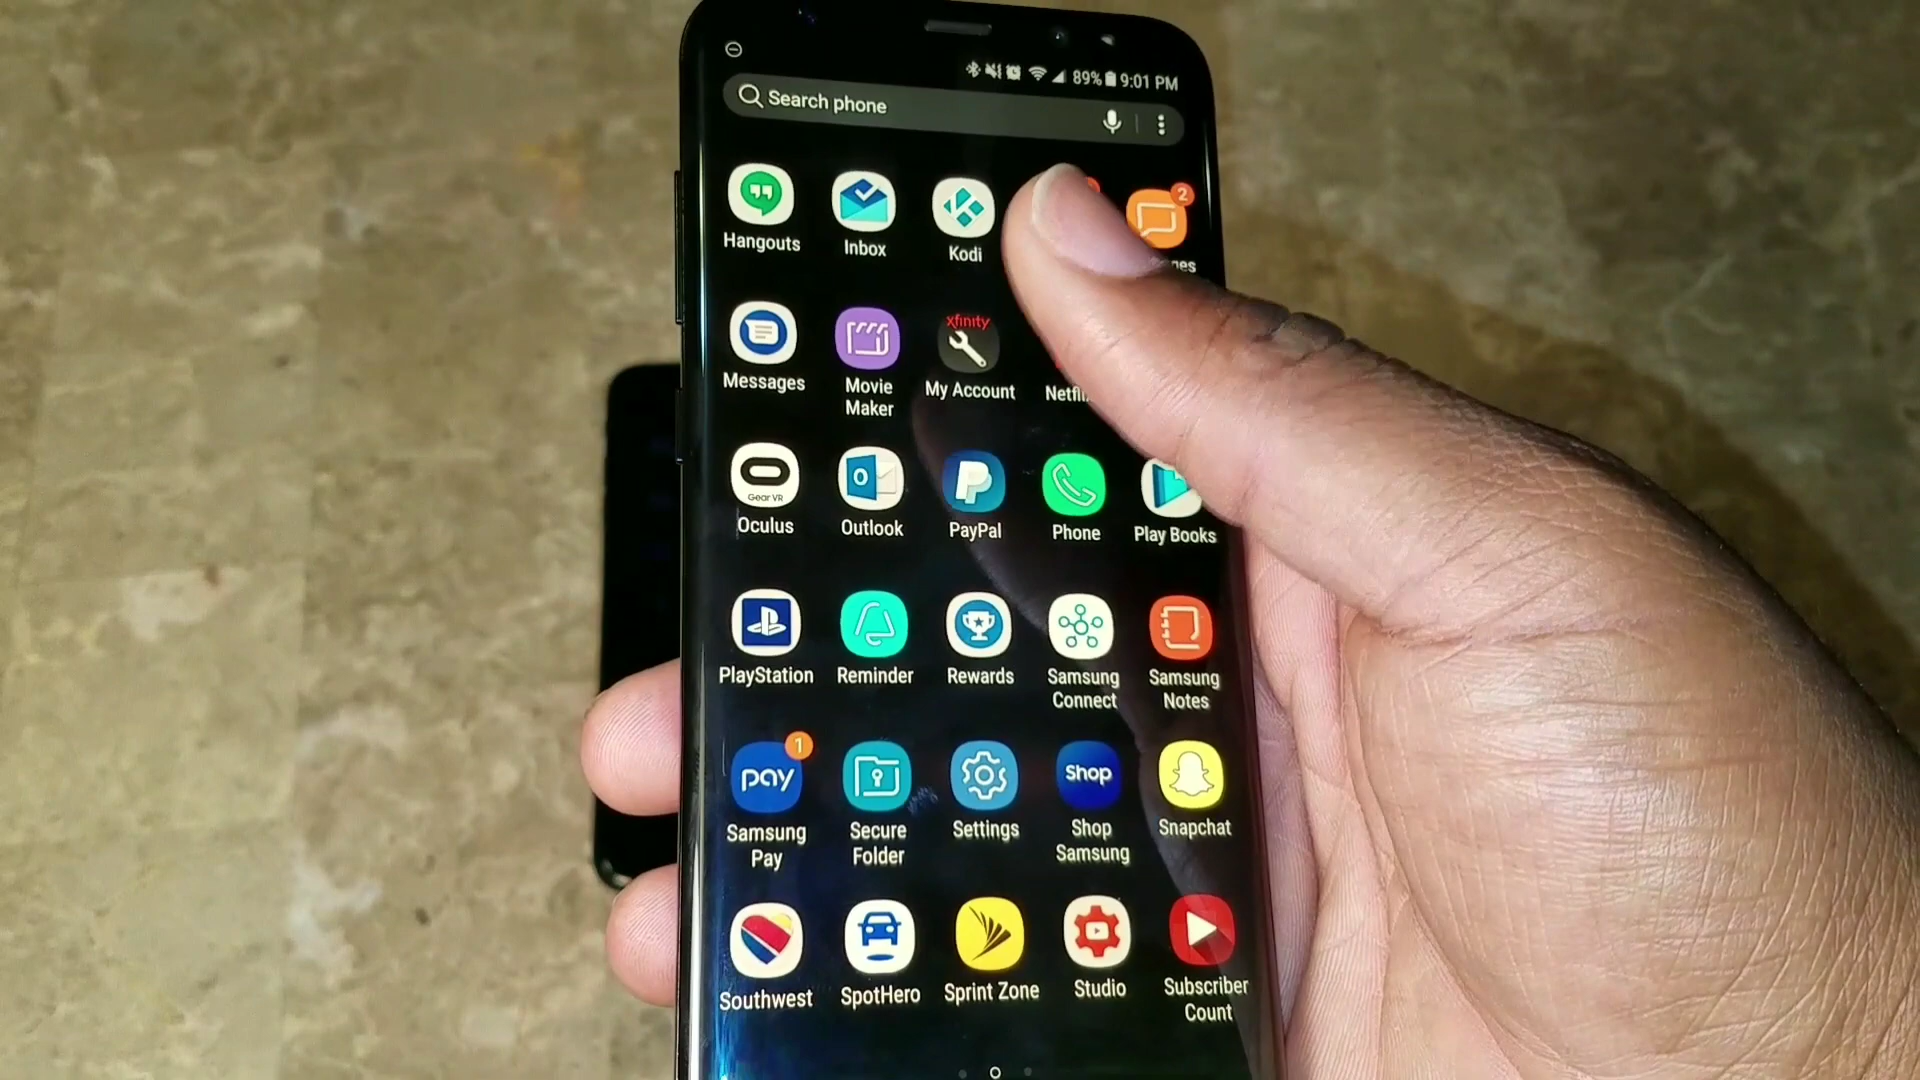 89% 9:01 PM
Search phone
2
Hangouts Inbox Kodi
xfinity
Messages Movie Maker My Account
Gear VR
Oculus Outlook PayPal Phone Play Books
PlayStation Reminder Rewards Samsung Connect Samsung Notes
1
pay Shop
Samsung Pay Secure Folder Settings Shop Samsung Snapchat
Southwest SpotHero Sprint Zone Studio Subscriber Count